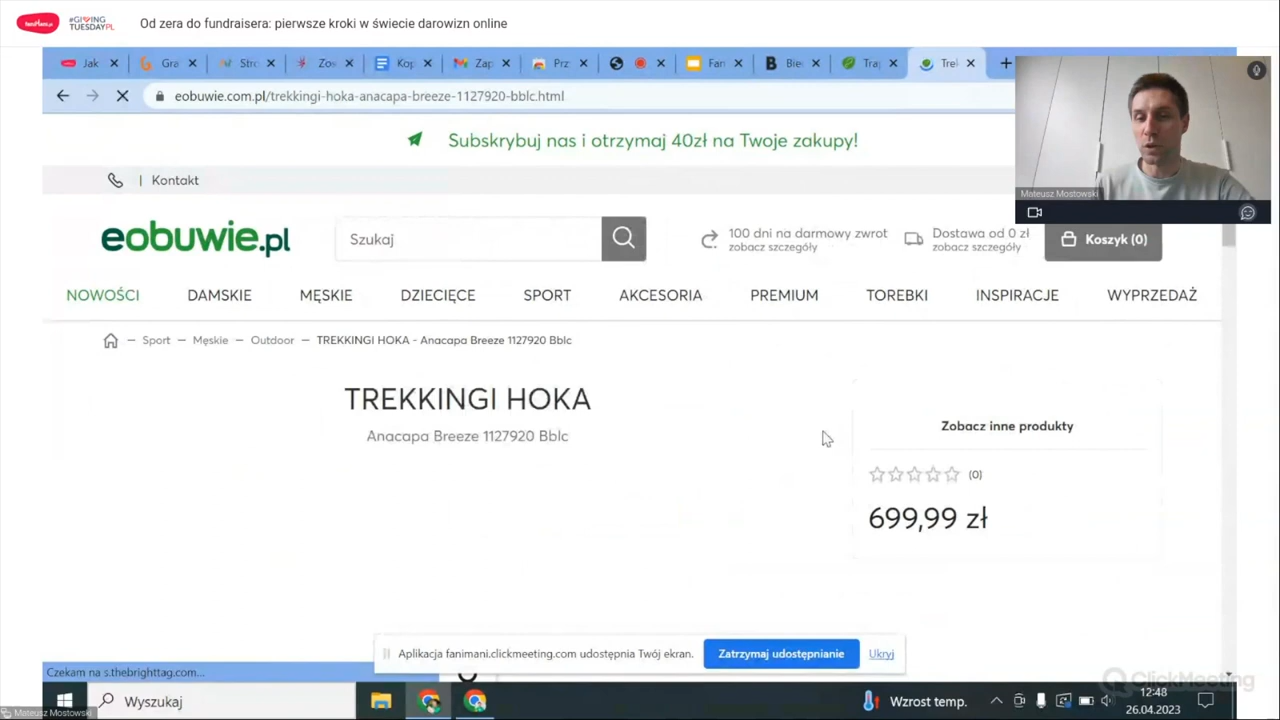 faniMani.pl
#GIVING
TUESDAYPL
Od zera do fundraisera: pierwsze kroki w świecie darowizn online
Jak
Gra
Stro
Zos
Kop
Zap
Prz
Fan
B
Bie
Traj
Tre
eobuwie.com.pl/trekkingi-hoka-anacapa-breeze-1127920-bblc.html
Subskrybuj nas i otrzymaj 40zł na Twoje zakupy!
| Kontakt
eobuwie.pl
Szukaj
100 dni na darmowy zwrot
zobacz szczegóły
Dostawa od 0 zł
zobacz szczegóły
Koszyk (0)
Mateusz Mostowski
NOWOŚCI DAMSKIE MĘSKIE DZIECIĘCE SPORT AKCESORIA PREMIUM TOREBKI INSPIRACJE WYPRZEDAŻ
– Sport – Męskie – Outdoor – TREKKINGI HOKA - Anacapa Breeze 1127920 Bblc
TREKKINGI HOKA
Anacapa Breeze 1127920 Bblc
Zobacz inne produkty
(0)
699,99 zł
Aplikacja fanimani.clickmeeting.com udostępnia Twój ekran.
Zatrzymaj udostępnianie
Ukryj
Czekam na s.thebrighttag.com...
ClickMeeting
Wyszukaj
Wzrost temp.
12:48
26.04.2023
Mateusz Mostowski